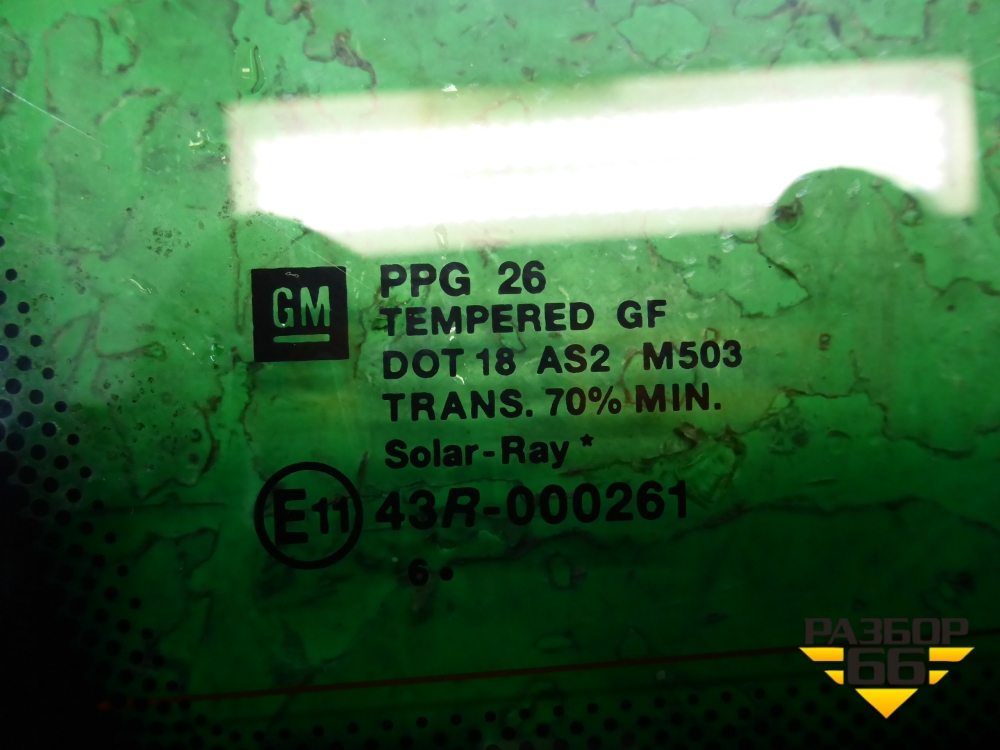 GM
PPG 26
TEMPERED GF
DOT 18 AS2 M503
TRANS. 70% MIN.
Solar-Ray*
E11 43R-000261
6•
РАЗБОР
66